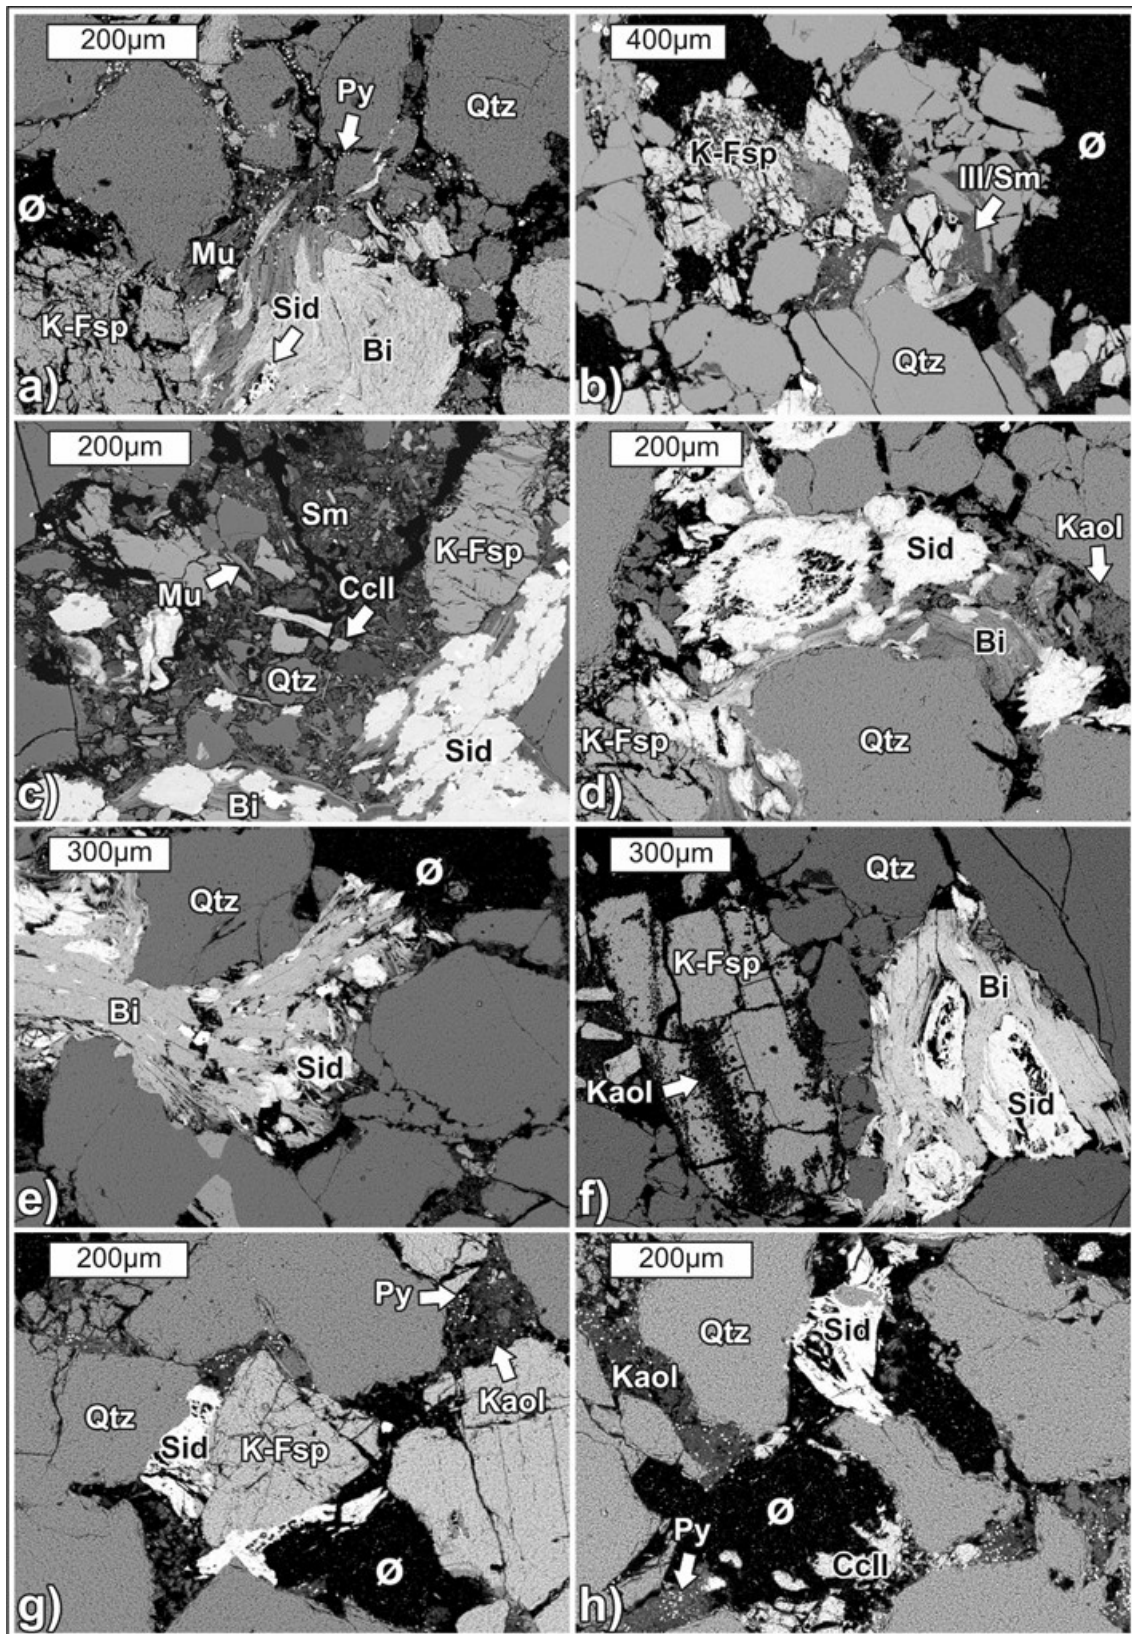 200µm
Py
Qtz
Ø
Mu
K-Fsp
Sid
Bi
a)
400µm
K-Fsp
Ø
Ill/Sm
Qtz
b)
200µm
Sm
K-Fsp
Mu
CcII
Qtz
Sid
Bi
c)
200µm
Kaol
Sid
Bi
K-Fsp
Qtz
d)
300µm
Ø
Qtz
Bi
Sid
e)
300µm
Qtz
K-Fsp
Bi
Kaol
Sid
f)
200µm
Py
Kaol
Qtz
Sid
K-Fsp
Ø
g)
200µm
Qtz
Sid
Kaol
Ø
Py
CcII
h)